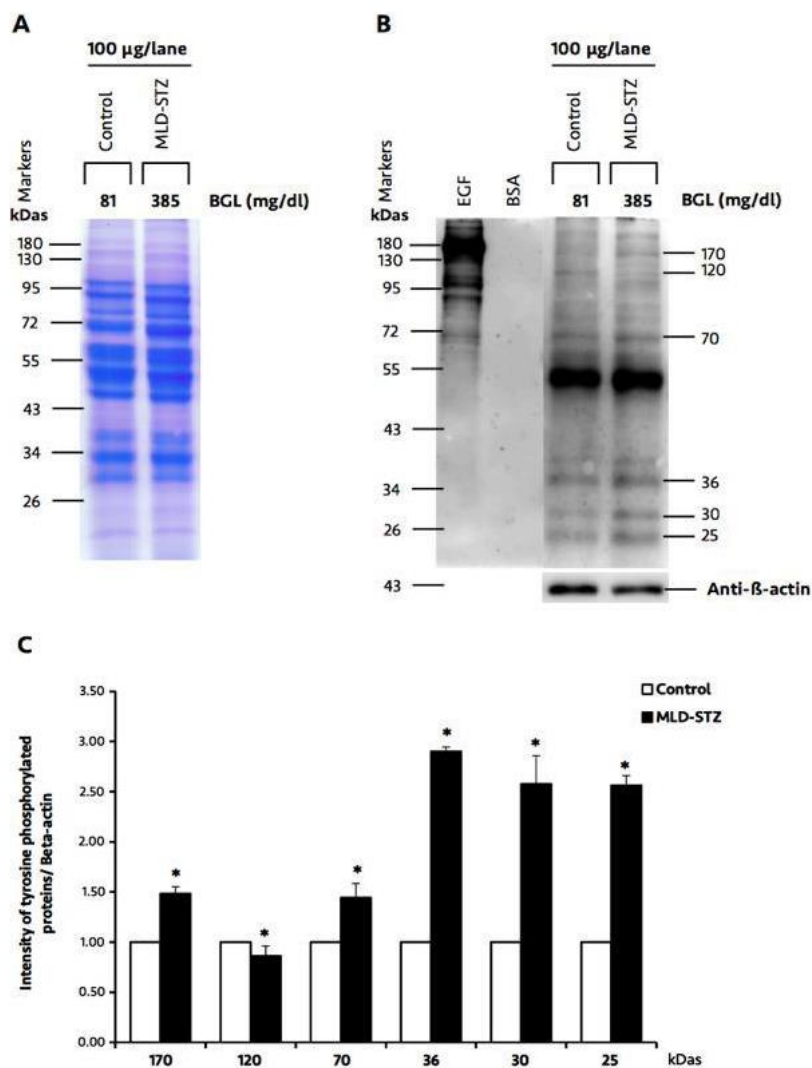 A
100 µg/lane
Markers
Control
MLD-STZ
kDas
81
385
BGL (mg/dl)
180
130
95
72
55
43
34
26
B
100 µg/lane
Markers
EGF
BSA
Control
MLD-STZ
kDas
81
385
BGL (mg/dl)
180
130
95
72
55
43
34
26
43
170
120
70
36
30
25
Anti-ß-actin
C
Intensity of tyrosine phosphorylated
proteins/ Beta-actin
3.50
3.00
2.50
2.00
1.50
1.00
0.50
0.00
Control
MLD-STZ
*
*
*
*
*
*
170 120 70 36 30 25 kDas